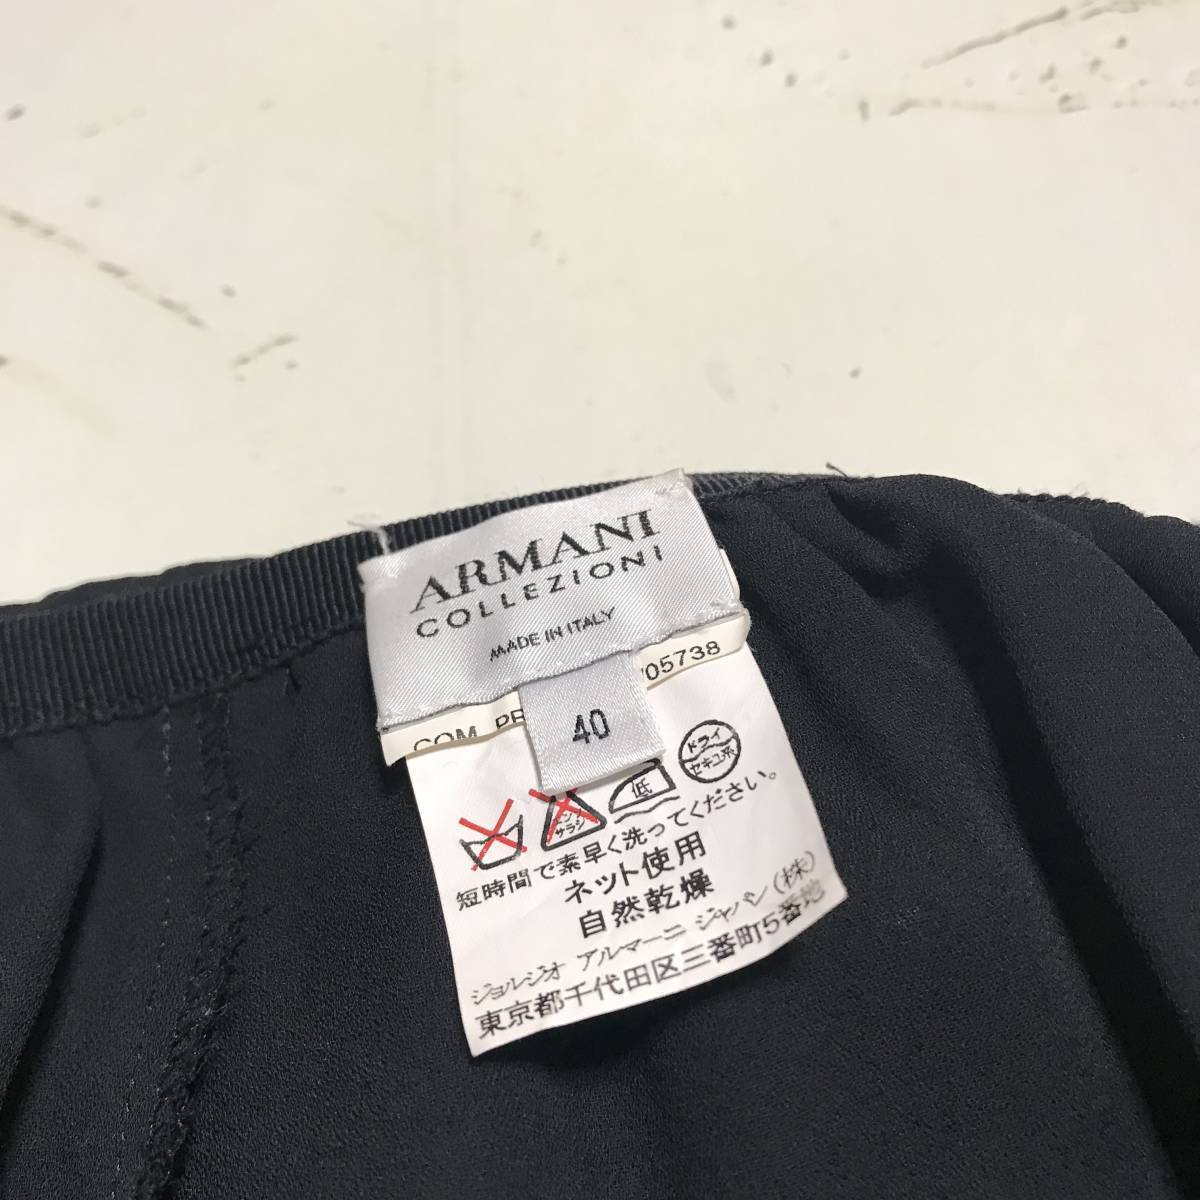 ARMANI
COLLEZIONI
MADE IN ITALY
05738
COM
40
ドライ
セキユ系
低
サラシ
短時間で素早く洗ってください。
ネット使用
自然乾燥
ジョルジオ アルマーニ ジャパン(株)
東京都千代田区三番町5番地